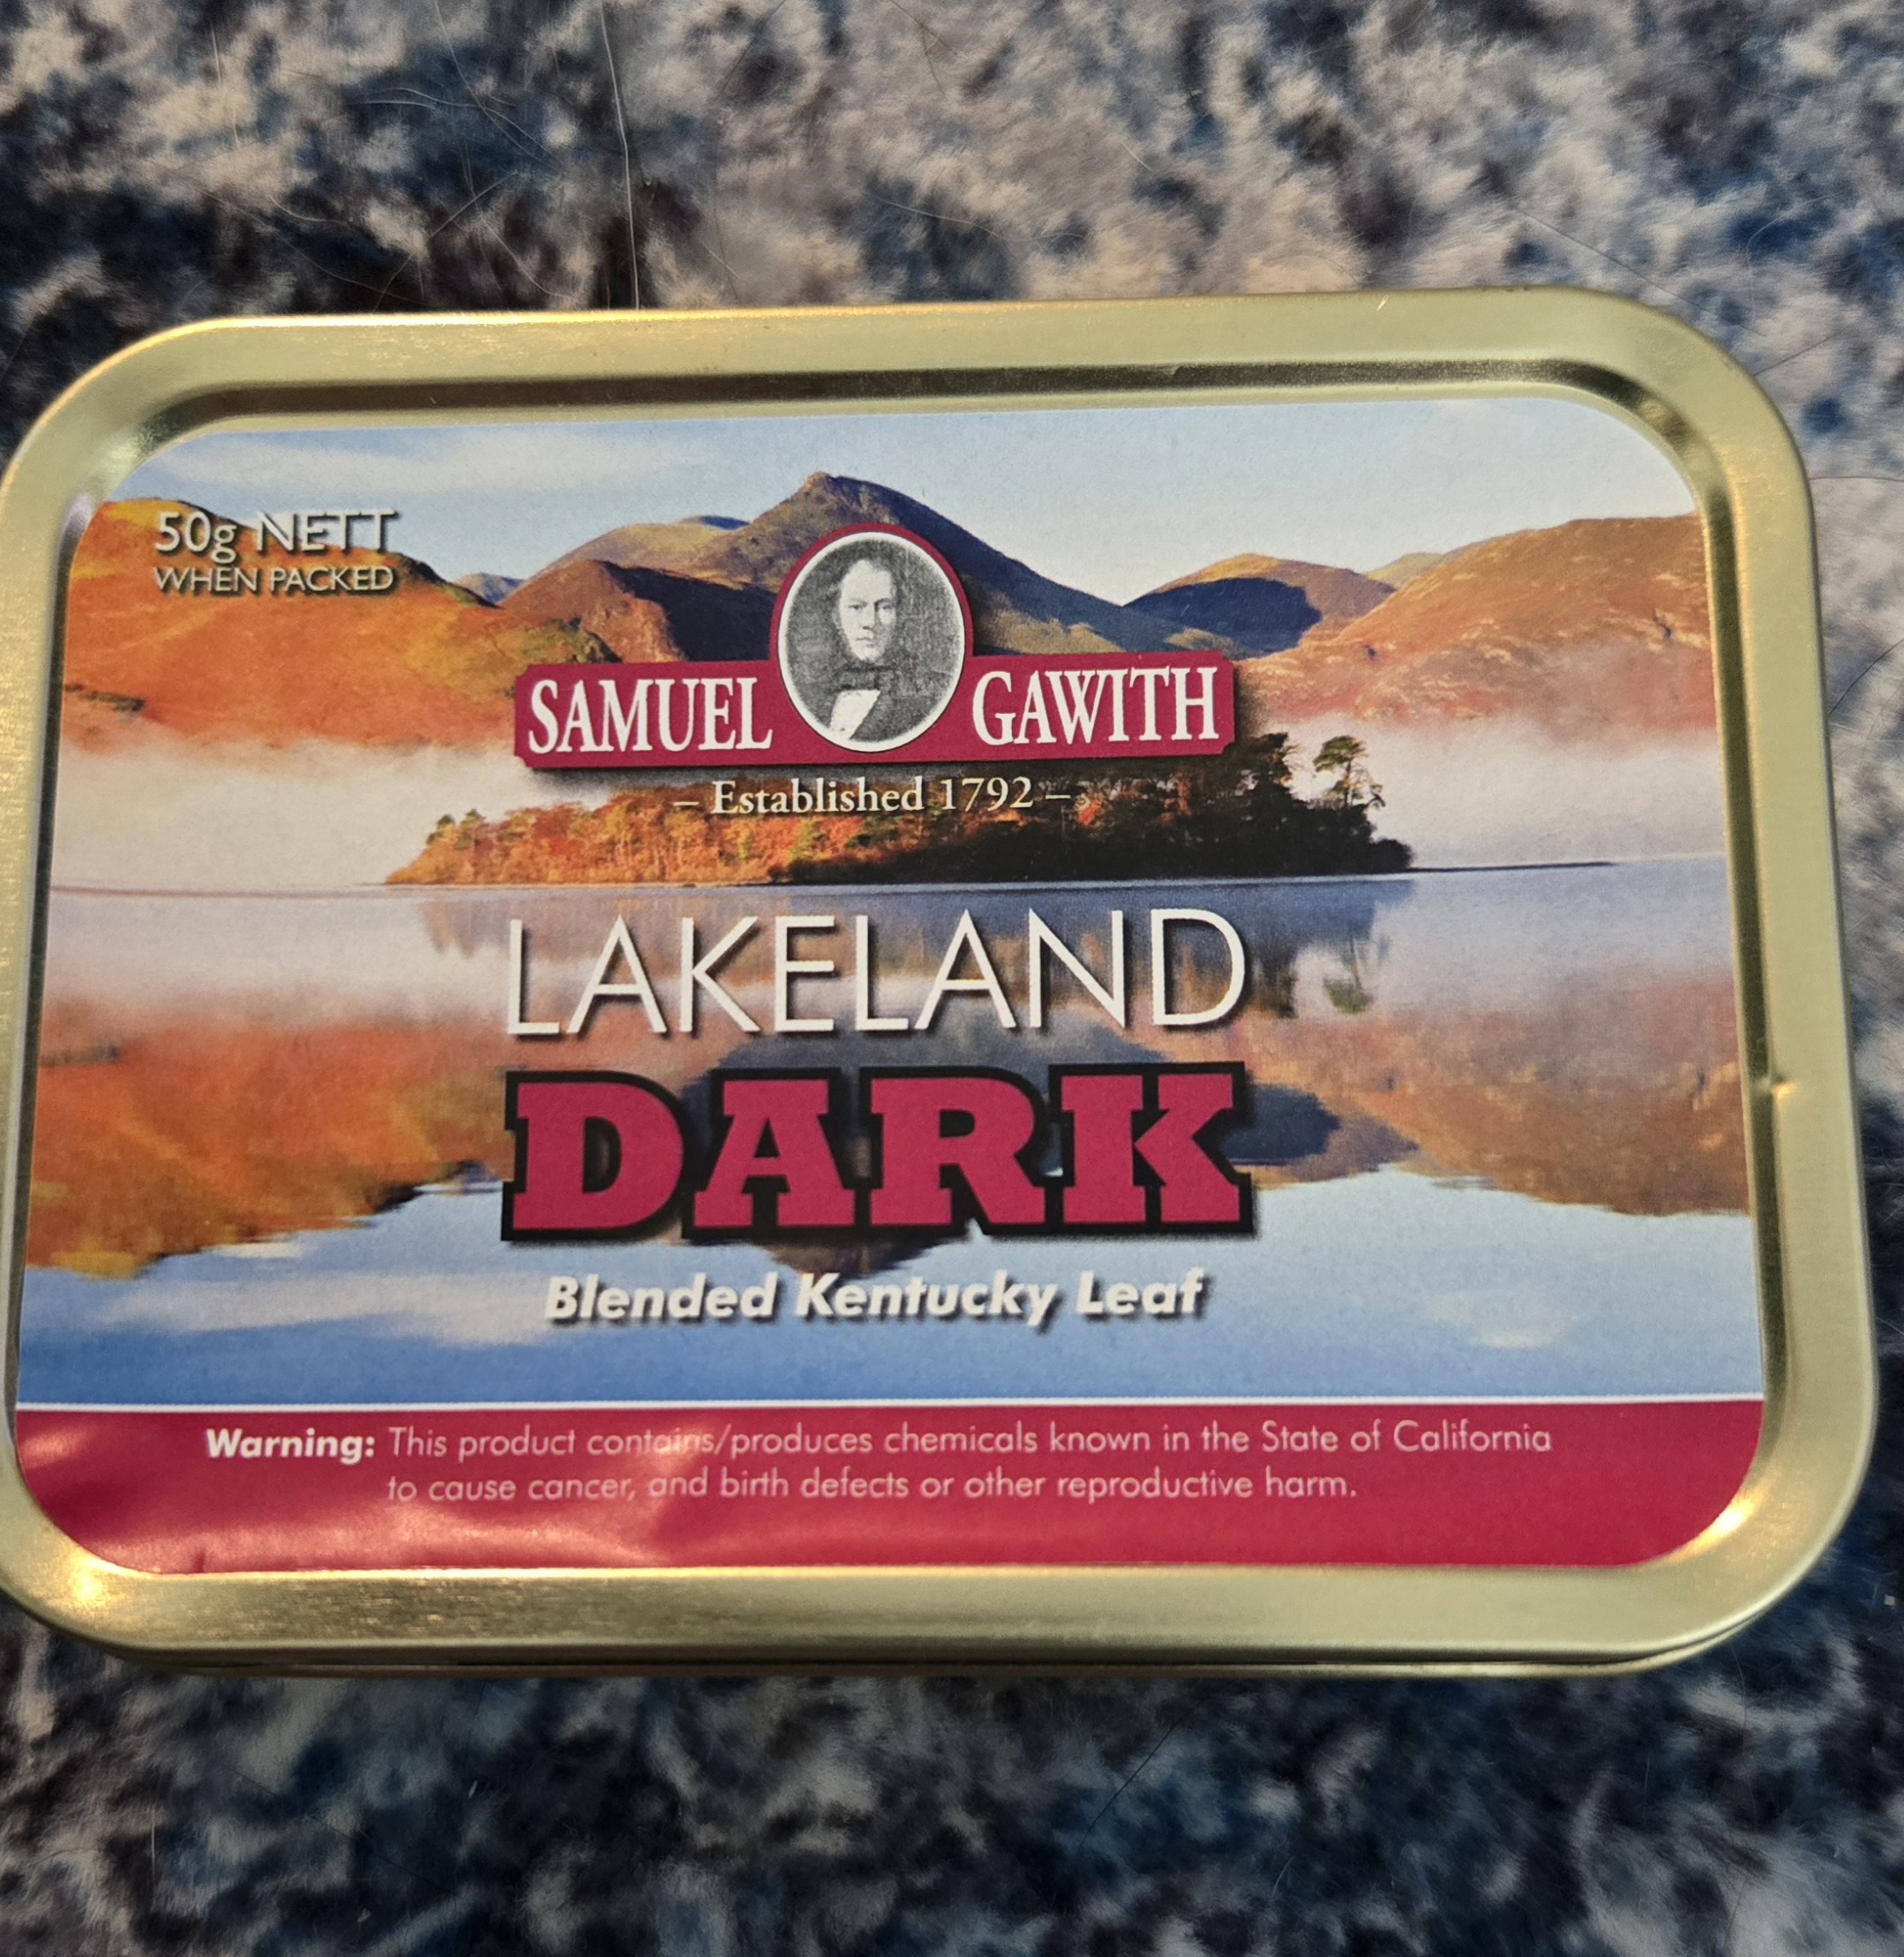 50g NETT
WHEN PACKED
SAMUEL GAWITH
– Established 1792 –
LAKELAND
DARK
Blended Kentucky Leaf
Warning: This product contains/produces chemicals known in the State of California
to cause cancer, and birth defects or other reproductive harm.